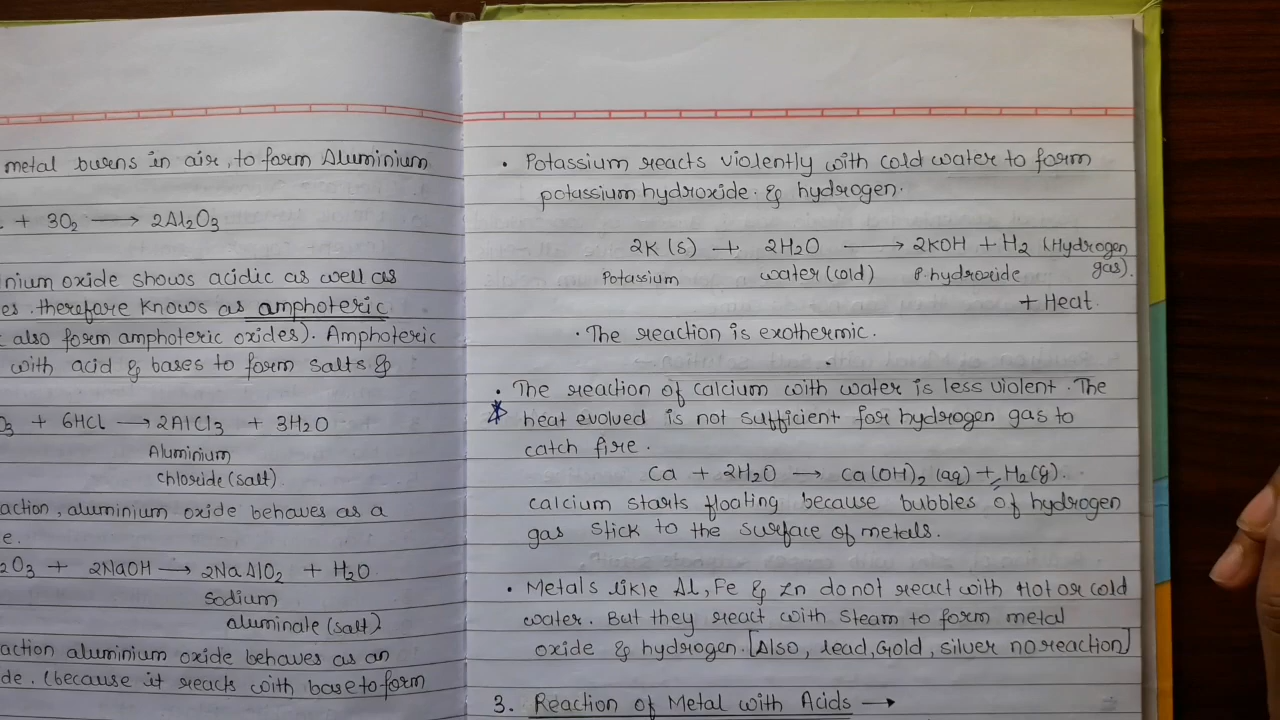 metal burns in air, to form Aluminium
+ 3O₂ ⟶ 2Al₂O₃
nium oxide shows acidic as well as
es. therefore knows as amphoteric.
also form amphoteric oxides). Amphoteric
with acid & bases to form salts &
O₃ + 6HCl ⟶ 2AlCl₃ + 3H₂O
Aluminium
chloride (salt)
action, aluminium oxide behaves as a
e.
₂O₃ + 2NaOH ⟶ 2NaAlO₂ + H₂O
Sodium
aluminate (salt)
action aluminium oxide behaves as an
de. (because it reacts with base to form
• Potassium reacts violently with cold water to form
potassium hydroxide. & hydrogen.
2K (s) + 2H₂O ⟶ 2KOH + H₂ (Hydrogen
Potassium water (cold) P. hydroxide gas).
+ Heat.
• The reaction is exothermic.
• The reaction of calcium with water is less violent. The
heat evolved is not sufficient for hydrogen gas to
catch fire.
Ca + 2H₂O ⟶ Ca(OH)₂ (aq) + H₂(g).
calcium starts floating because bubbles of hydrogen
gas stick to the surface of metals.
• Metals likle Al, Fe & Zn do not react with Hot or cold
water. But they react with steam to form metal
oxide & hydrogen. [Also, lead, Gold, silver no reaction]
3. Reaction of Metal with Acids ⟶